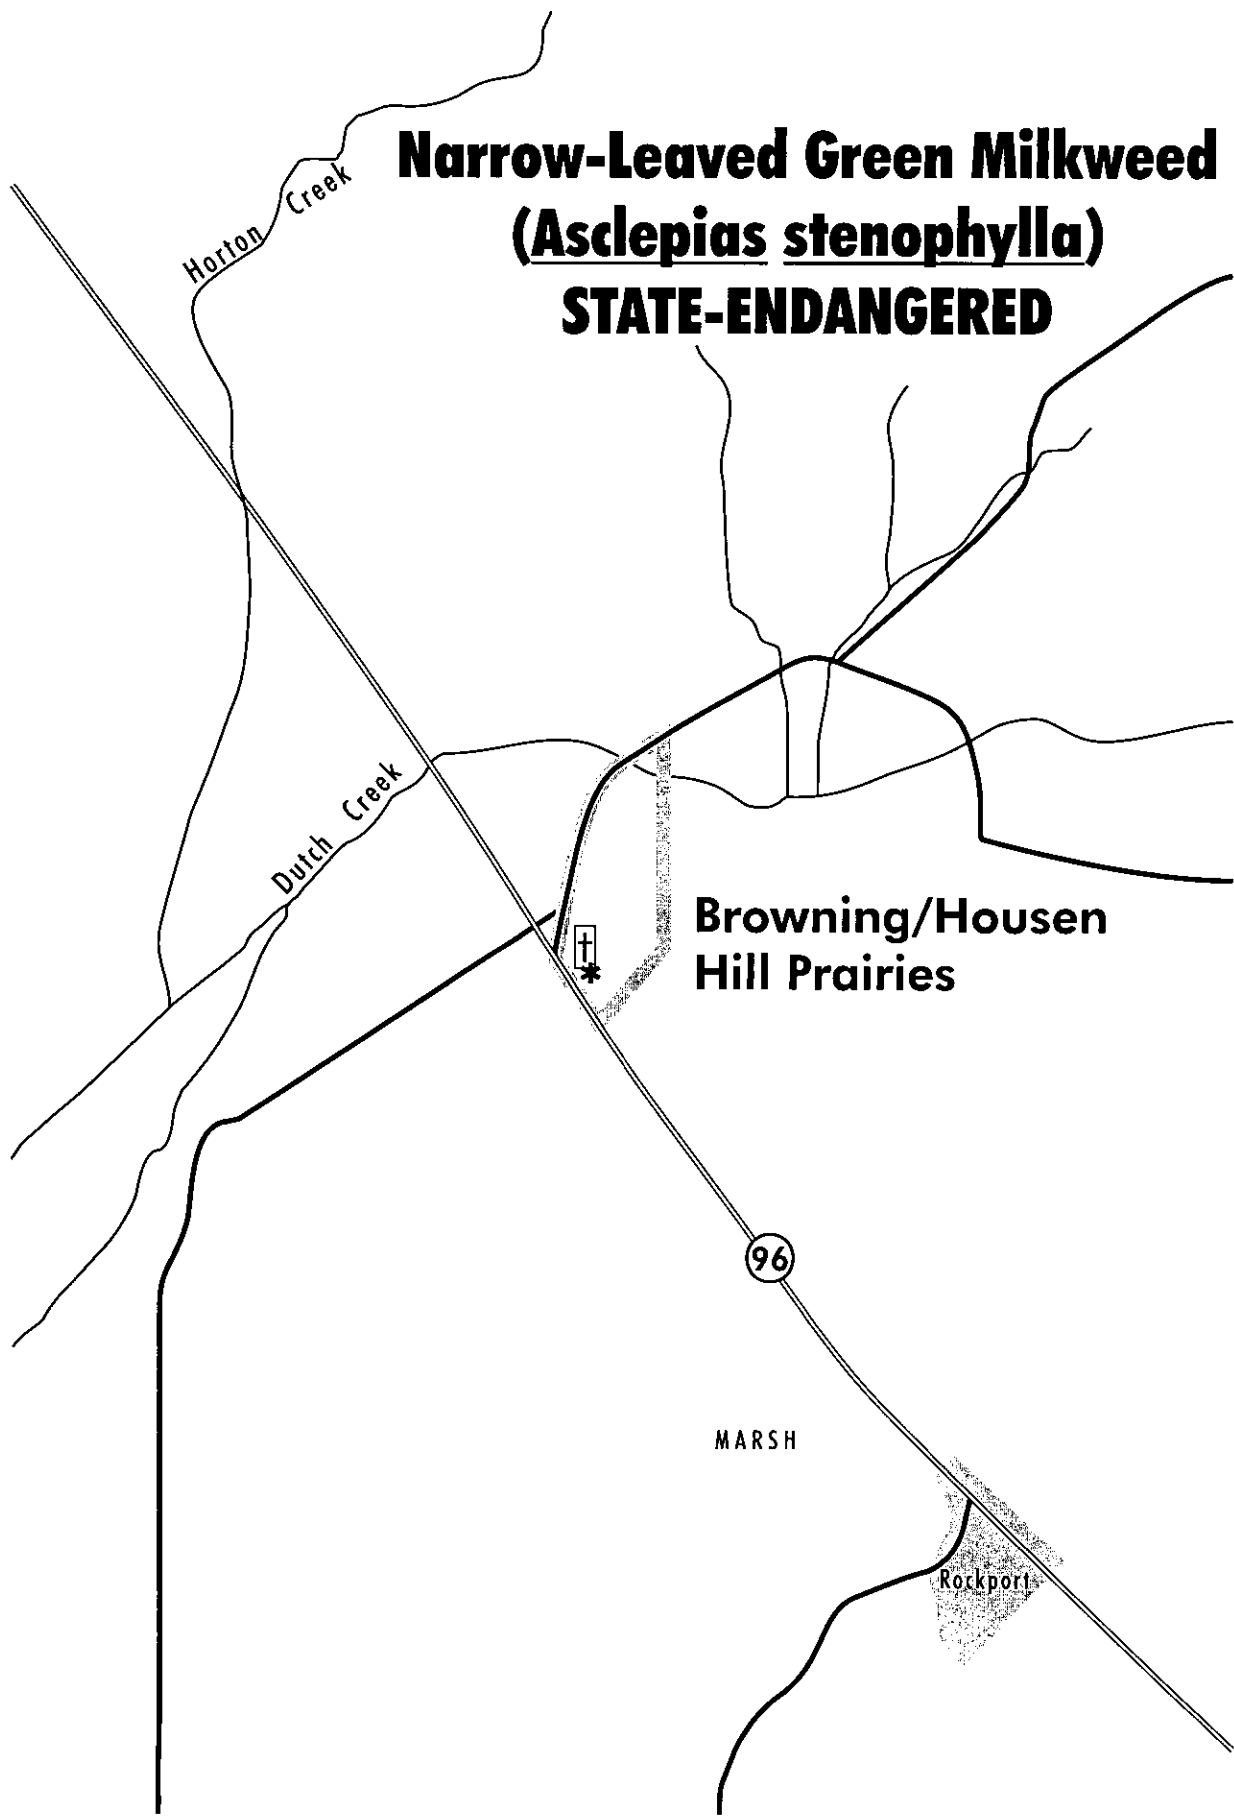 Narrow-Leaved Green Milkweed
(Asclepias stenophylla)
STATE-ENDANGERED
Horton Creek
Dutch Creek
Browning/Housen
Hill Prairies
†
*
96
MARSH
Rockport